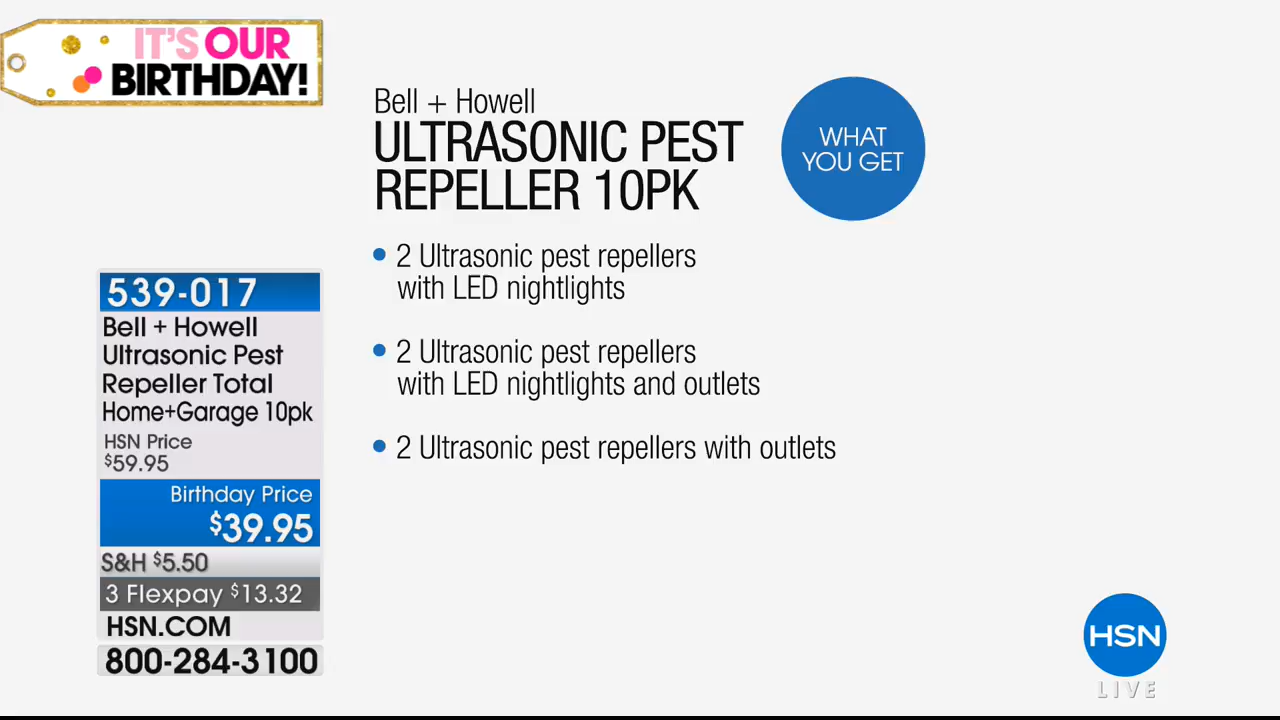 IT'S OUR
BIRTHDAY!
Bell + Howell
ULTRASONIC PEST
REPELLER 10PK
WHAT
YOU GET
• 2 Ultrasonic pest repellers
with LED nightlights
• 2 Ultrasonic pest repellers
with LED nightlights and outlets
• 2 Ultrasonic pest repellers with outlets
539-017
Bell + Howell
Ultrasonic Pest
Repeller Total
Home+Garage 10pk
HSN Price
$59.95
Birthday Price
$39.95
S&H $5.50
3 Flexpay $13.32
HSN.COM
800-284-3100
HSN
LIVE